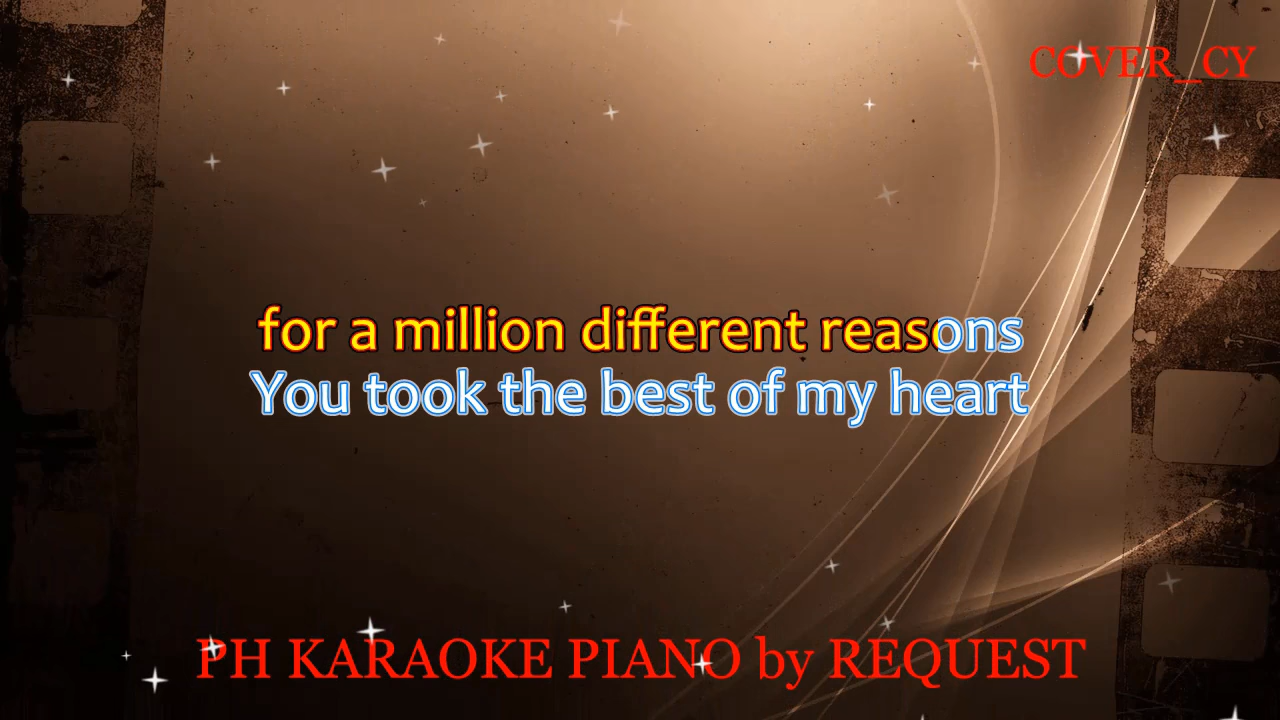 COVER_CY
for a million different reasons
You took the best of my heart
PH KARAOKE PIANO by REQUEST